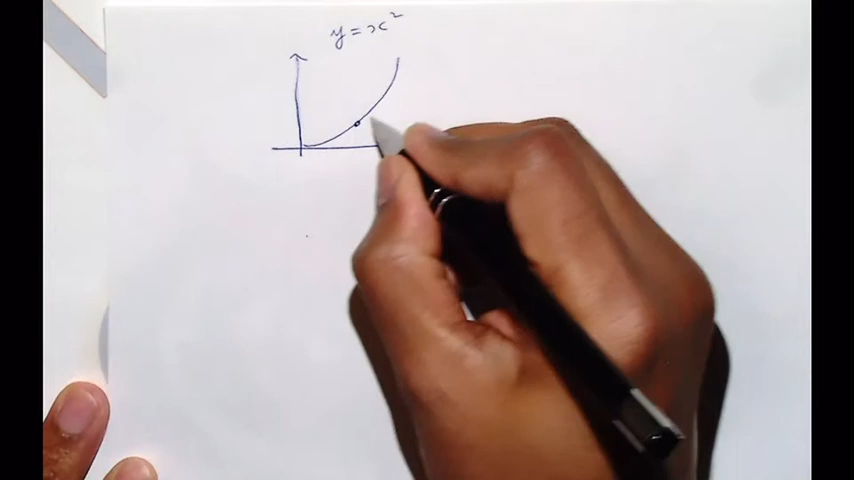 y = x²